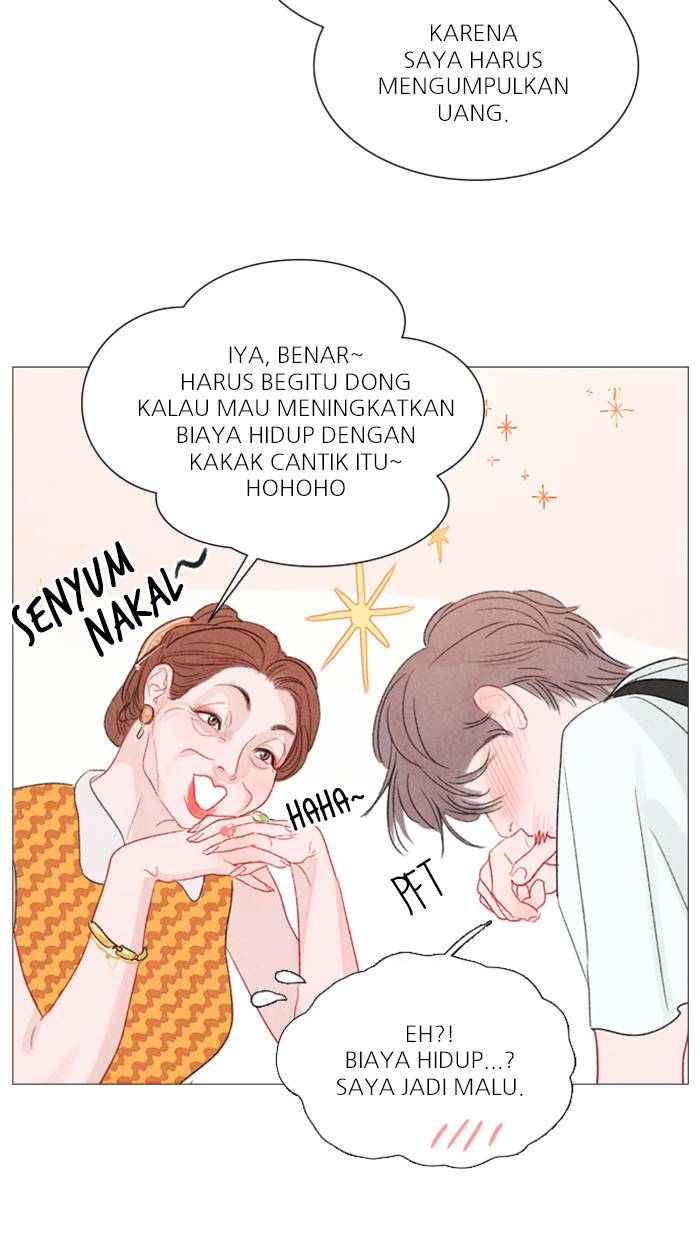 KARENA
SAYA HARUS
MENGUMPULKAN
UANG.
IYA, BENAR~
HARUS BEGITU DONG
KALAU MAU MENINGKATKAN
BIAYA HIDUP DENGAN
KAKAK CANTIK ITU~
HOHOHO
SENYUM
NAKAL~
HAHA~
PFT
EH?!
BIAYA HIDUP...?
SAYA JADI MALU.